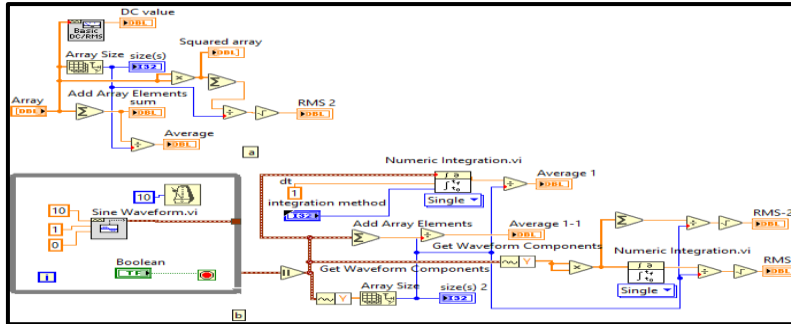 DC value
DBL
Basic
DC/RMS
Squared array
DBL
Array Size size(s)
I32
Array
DBL
Add Array Elements
sum
DBL
RMS 2
DBL
Average
DBL
a
Numeric Integration.vi
dt
1
Average 1
DBL
integration method
I32
Single
10
10
Sine Waveform.vi
1
0
Add Array Elements
Average 1-1
DBL
RMS-2
DBL
Get Waveform Components
Numeric Integration.vi
Boolean
TF
i
Get Waveform Components
Y
RMS
DBL
Array Size
size(s) 2
Y
I32
Single
b